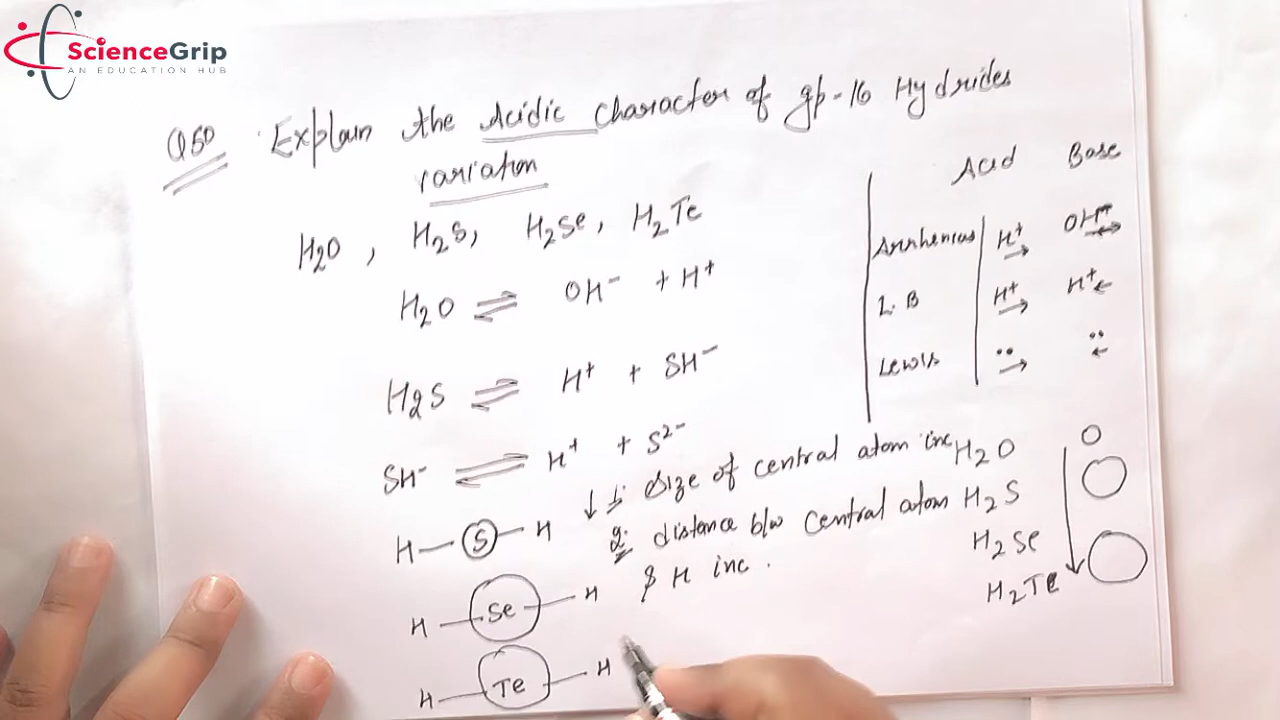 ScienceGrip
AN EDUCATION HUB
Q50 Explain the Acidic character of gp-16 Hydrides
variation
H₂O, H₂S, H₂Se, H₂Te
H₂O ⇌ OH⁻ + H⁺
H₂S ⇌ H⁺ + SH⁻
SH⁻ ⇌ H⁺ + S²⁻
H—S—H
H—Se—H
H—Te—H
Acid Base
Arrhenius H⁺→ OH⁻
L.B H⁺→ H⁺←
Lewis ••← ••←
↓ 1. Size of central atom inc
2. distance b/w central atom
& H inc.
H₂O
H₂S
H₂Se
H₂Te